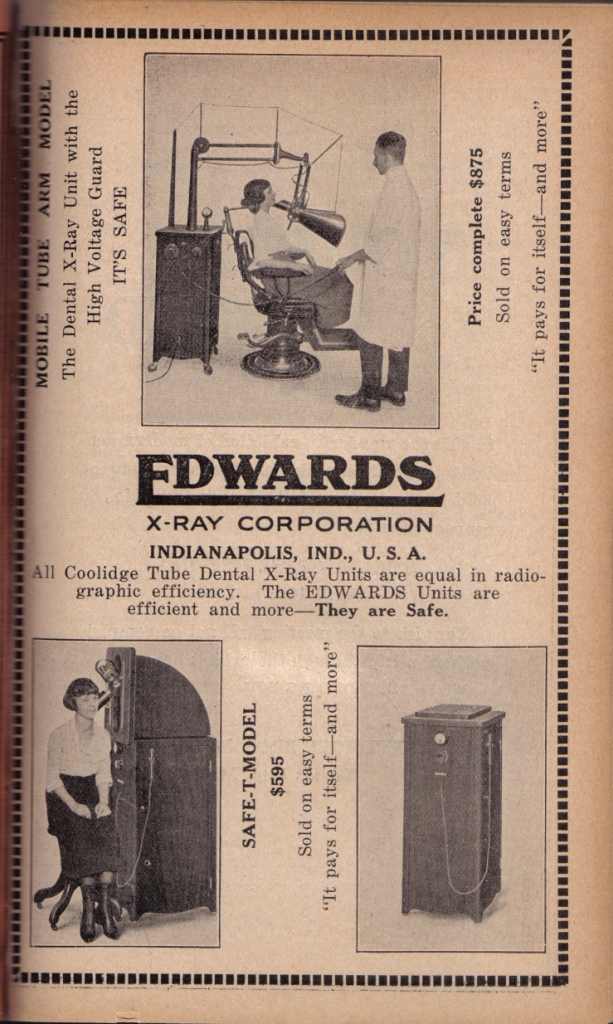 MOBILE TUBE ARM MODEL
The Dental X-Ray Unit with the
High Voltage Guard
IT'S SAFE
Price complete $875
Sold on easy terms
"It pays for itself—and more"
EDWARDS
X-RAY CORPORATION
INDIANAPOLIS, IND., U. S. A.
All Coolidge Tube Dental X-Ray Units are equal in radio-
graphic efficiency. The EDWARDS Units are
efficient and more—They are Safe.
SAFE-T-MODEL
$595
Sold on easy terms
"It pays for itself—and more"